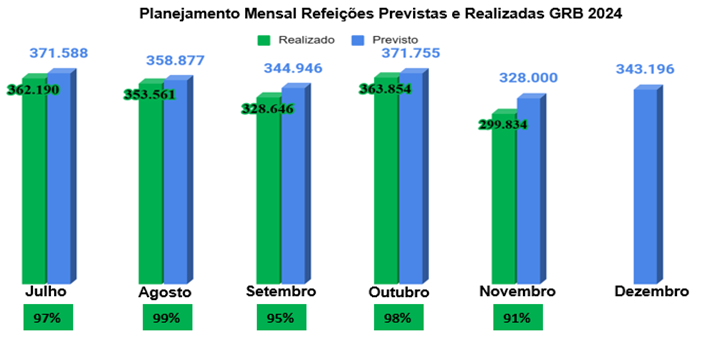 Planejamento Mensal Refeições Previstas e Realizadas GRB 2024
Realizado Previsto
371.588 358.877 344.946 371.755 328.000 343.196
362.190 353.561 328.646 363.854 299.834
Julho Agosto Setembro Outubro Novembro Dezembro
97% 99% 95% 98% 91%